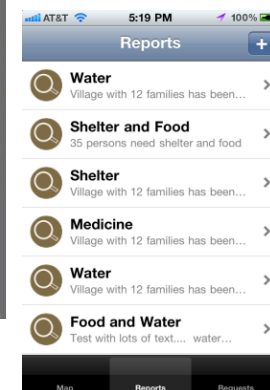 AT&T 5:19 PM 100%
Reports +
Water
Village with 12 families has been...
Shelter and Food
35 persons need shelter and food
Shelter
Village with 12 families has been...
Medicine
Village with 12 families has been...
Water
Village with 12 families has been...
Food and Water
Test with lots of text.... water...
Map Reports Requests